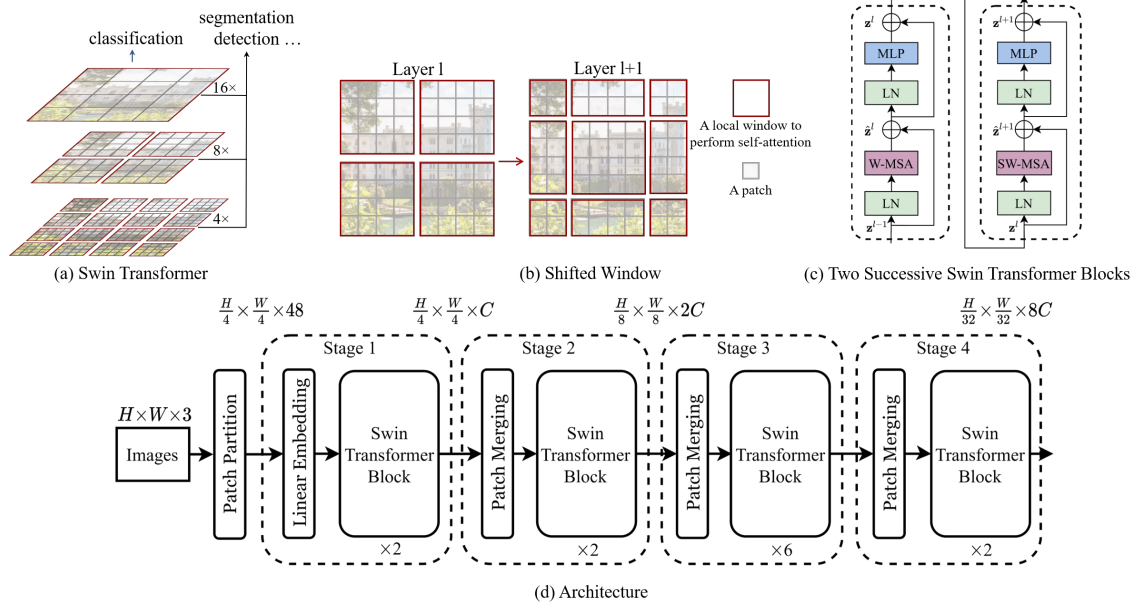 classification
segmentation
detection ...
16×
8×
4×
(a) Swin Transformer
Layer l
Layer l+1
A local window to
perform self-attention
A patch
(b) Shifted Window
z^l
MLP
LN
ẑ^l
W-MSA
LN
z^{l-1}
z^{l+1}
MLP
LN
ẑ^{l+1}
SW-MSA
LN
z^l
(c) Two Successive Swin Transformer Blocks
H/4 × W/4 × 48
H/4 × W/4 × C
H/8 × W/8 × 2C
H/32 × W/32 × 8C
Stage 1
Stage 2
Stage 3
Stage 4
H×W×3
Images
Patch Partition
Linear Embedding
Swin
Transformer
Block
×2
Patch Merging
Swin
Transformer
Block
×2
Patch Merging
Swin
Transformer
Block
×6
Patch Merging
Swin
Transformer
Block
×2
(d) Architecture